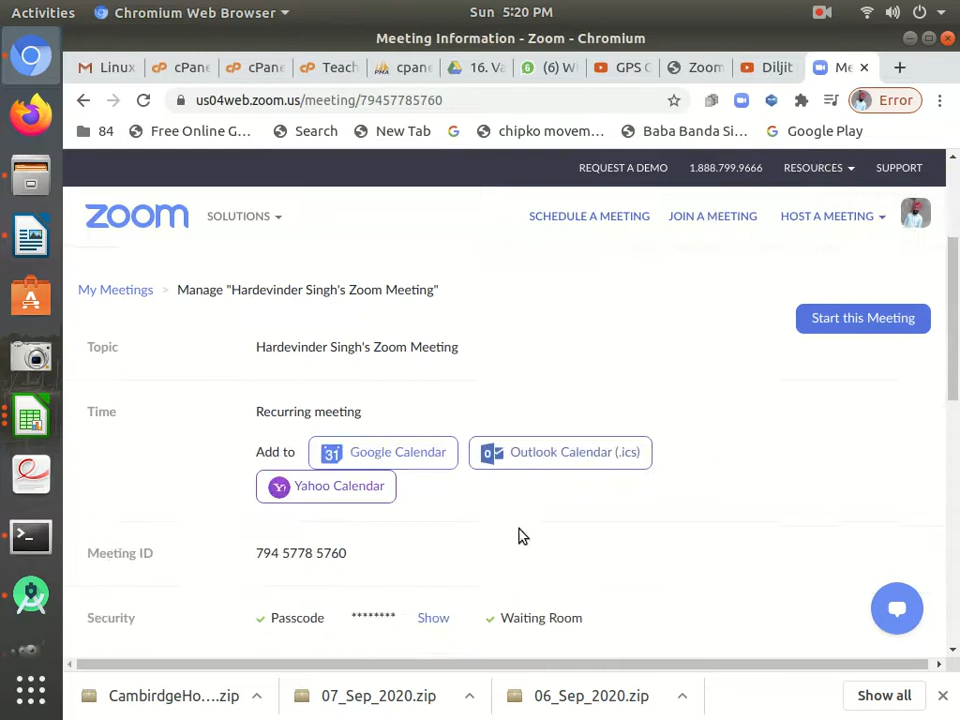 Activities Chromium Web Browser Sun 5:20 PM
Meeting Information - Zoom - Chromium
Linux cPane cPane Teach cpane 16. Va (6) W GPS C Zoom Diljit Me
us04web.zoom.us/meeting/79457785760 Error
84 Free Online G... Search New Tab chipko movem... Baba Banda Si... Google Play
REQUEST A DEMO 1.888.799.9666 RESOURCES SUPPORT
zoom SOLUTIONS SCHEDULE A MEETING JOIN A MEETING HOST A MEETING
My Meetings > Manage "Hardevinder Singh's Zoom Meeting"
Start this Meeting
Topic Hardevinder Singh's Zoom Meeting
Time Recurring meeting
Add to 31 Google Calendar Outlook Calendar (.ics)
Yahoo Calendar
Meeting ID 794 5778 5760
Security Passcode ******** Show Waiting Room
CambirdgeHo....zip 07_Sep_2020.zip 06_Sep_2020.zip Show all